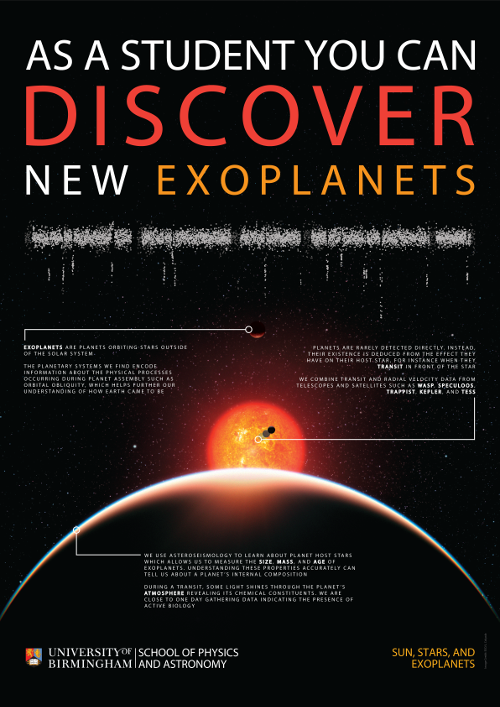 AS A STUDENT YOU CAN
DISCOVER
NEW EXOPLANETS
EXOPLANETS ARE PLANETS ORBITING STARS OUTSIDE
OF THE SOLAR SYSTEM
THE PLANETARY SYSTEMS WE FIND ENCODE
INFORMATION ABOUT THE PHYSICAL PROCESSES
OCCURRING DURING PLANET ASSEMBLY SUCH AS
ORBITAL OBLIQUITY, WHICH HELPS FURTHER OUR
UNDERSTANDING OF HOW EARTH CAME TO BE
PLANETS ARE RARELY DETECTED DIRECTLY. INSTEAD,
THEIR EXISTENCE IS DEDUCED FROM THE EFFECT THEY
HAVE ON THEIR HOST STAR, FOR INSTANCE WHEN THEY
TRANSIT IN FRONT OF THE STAR
WE COMBINE TRANSIT AND RADIAL VELOCITY DATA FROM
TELESCOPES AND SATELLITES SUCH AS WASP, SPECULOOS,
TRAPPIST, KEPLER, AND TESS
WE USE ASTEROSEISMOLOGY TO LEARN ABOUT PLANET HOST STARS
WHICH ALLOWS US TO MEASURE THE SIZE, MASS, AND AGE OF
EXOPLANETS. UNDERSTANDING THESE PROPERTIES ACCURATELY CAN
TELL US ABOUT A PLANET'S INTERNAL COMPOSITION
DURING A TRANSIT, SOME LIGHT SHINES THROUGH THE PLANET'S
ATMOSPHERE REVEALING ITS CHEMICAL CONSTITUENTS. WE ARE
CLOSE TO ONE DAY GATHERING DATA INDICATING THE PRESENCE OF
ACTIVE BIOLOGY
UNIVERSITY OF
BIRMINGHAM
SCHOOL OF PHYSICS
AND ASTRONOMY
SUN, STARS, AND
EXOPLANETS